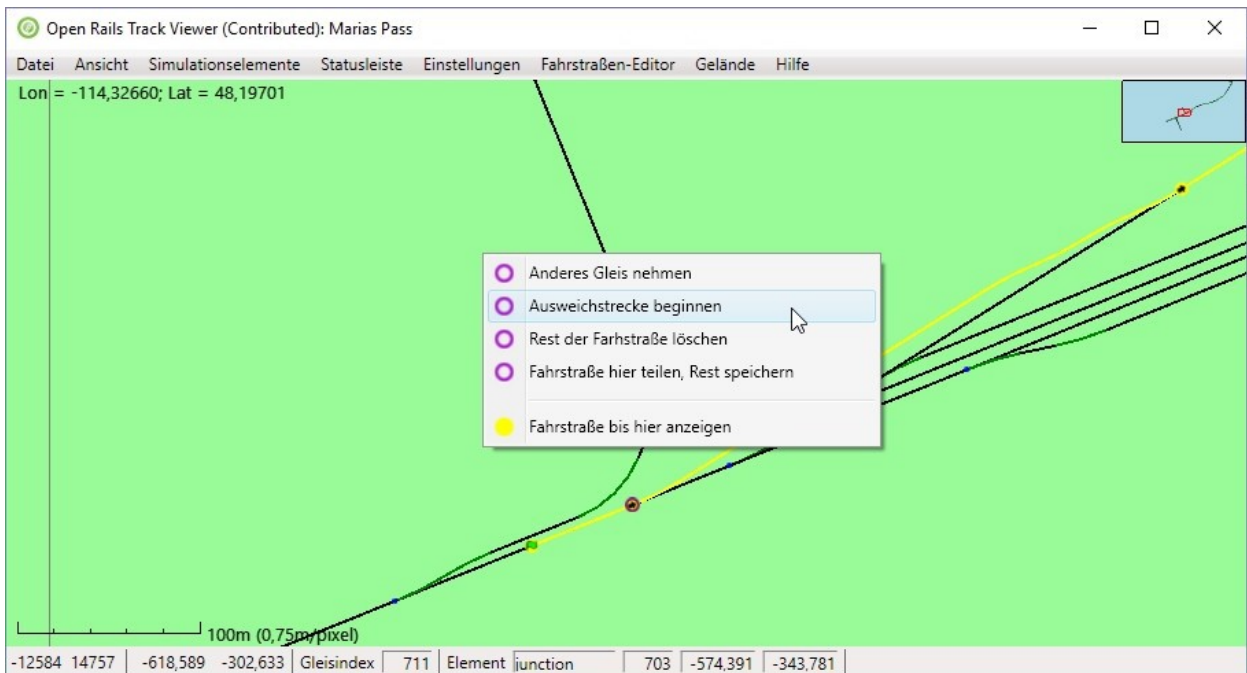 Open Rails Track Viewer (Contributed): Marias Pass
Datei Ansicht Simulationselemente Statusleiste Einstellungen Fahrstraßen-Editor Gelände Hilfe
Lon = -114,32660; Lat = 48,19701
Anderes Gleis nehmen
Ausweichstrecke beginnen
Rest der Farhstraße löschen
Fahrstraße hier teilen, Rest speichern
Fahrstraße bis hier anzeigen
100m (0,75m/pixel)
-12584 14757 -618,589 -302,633 Gleisindex 711 Element junction 703 -574,391 -343,781